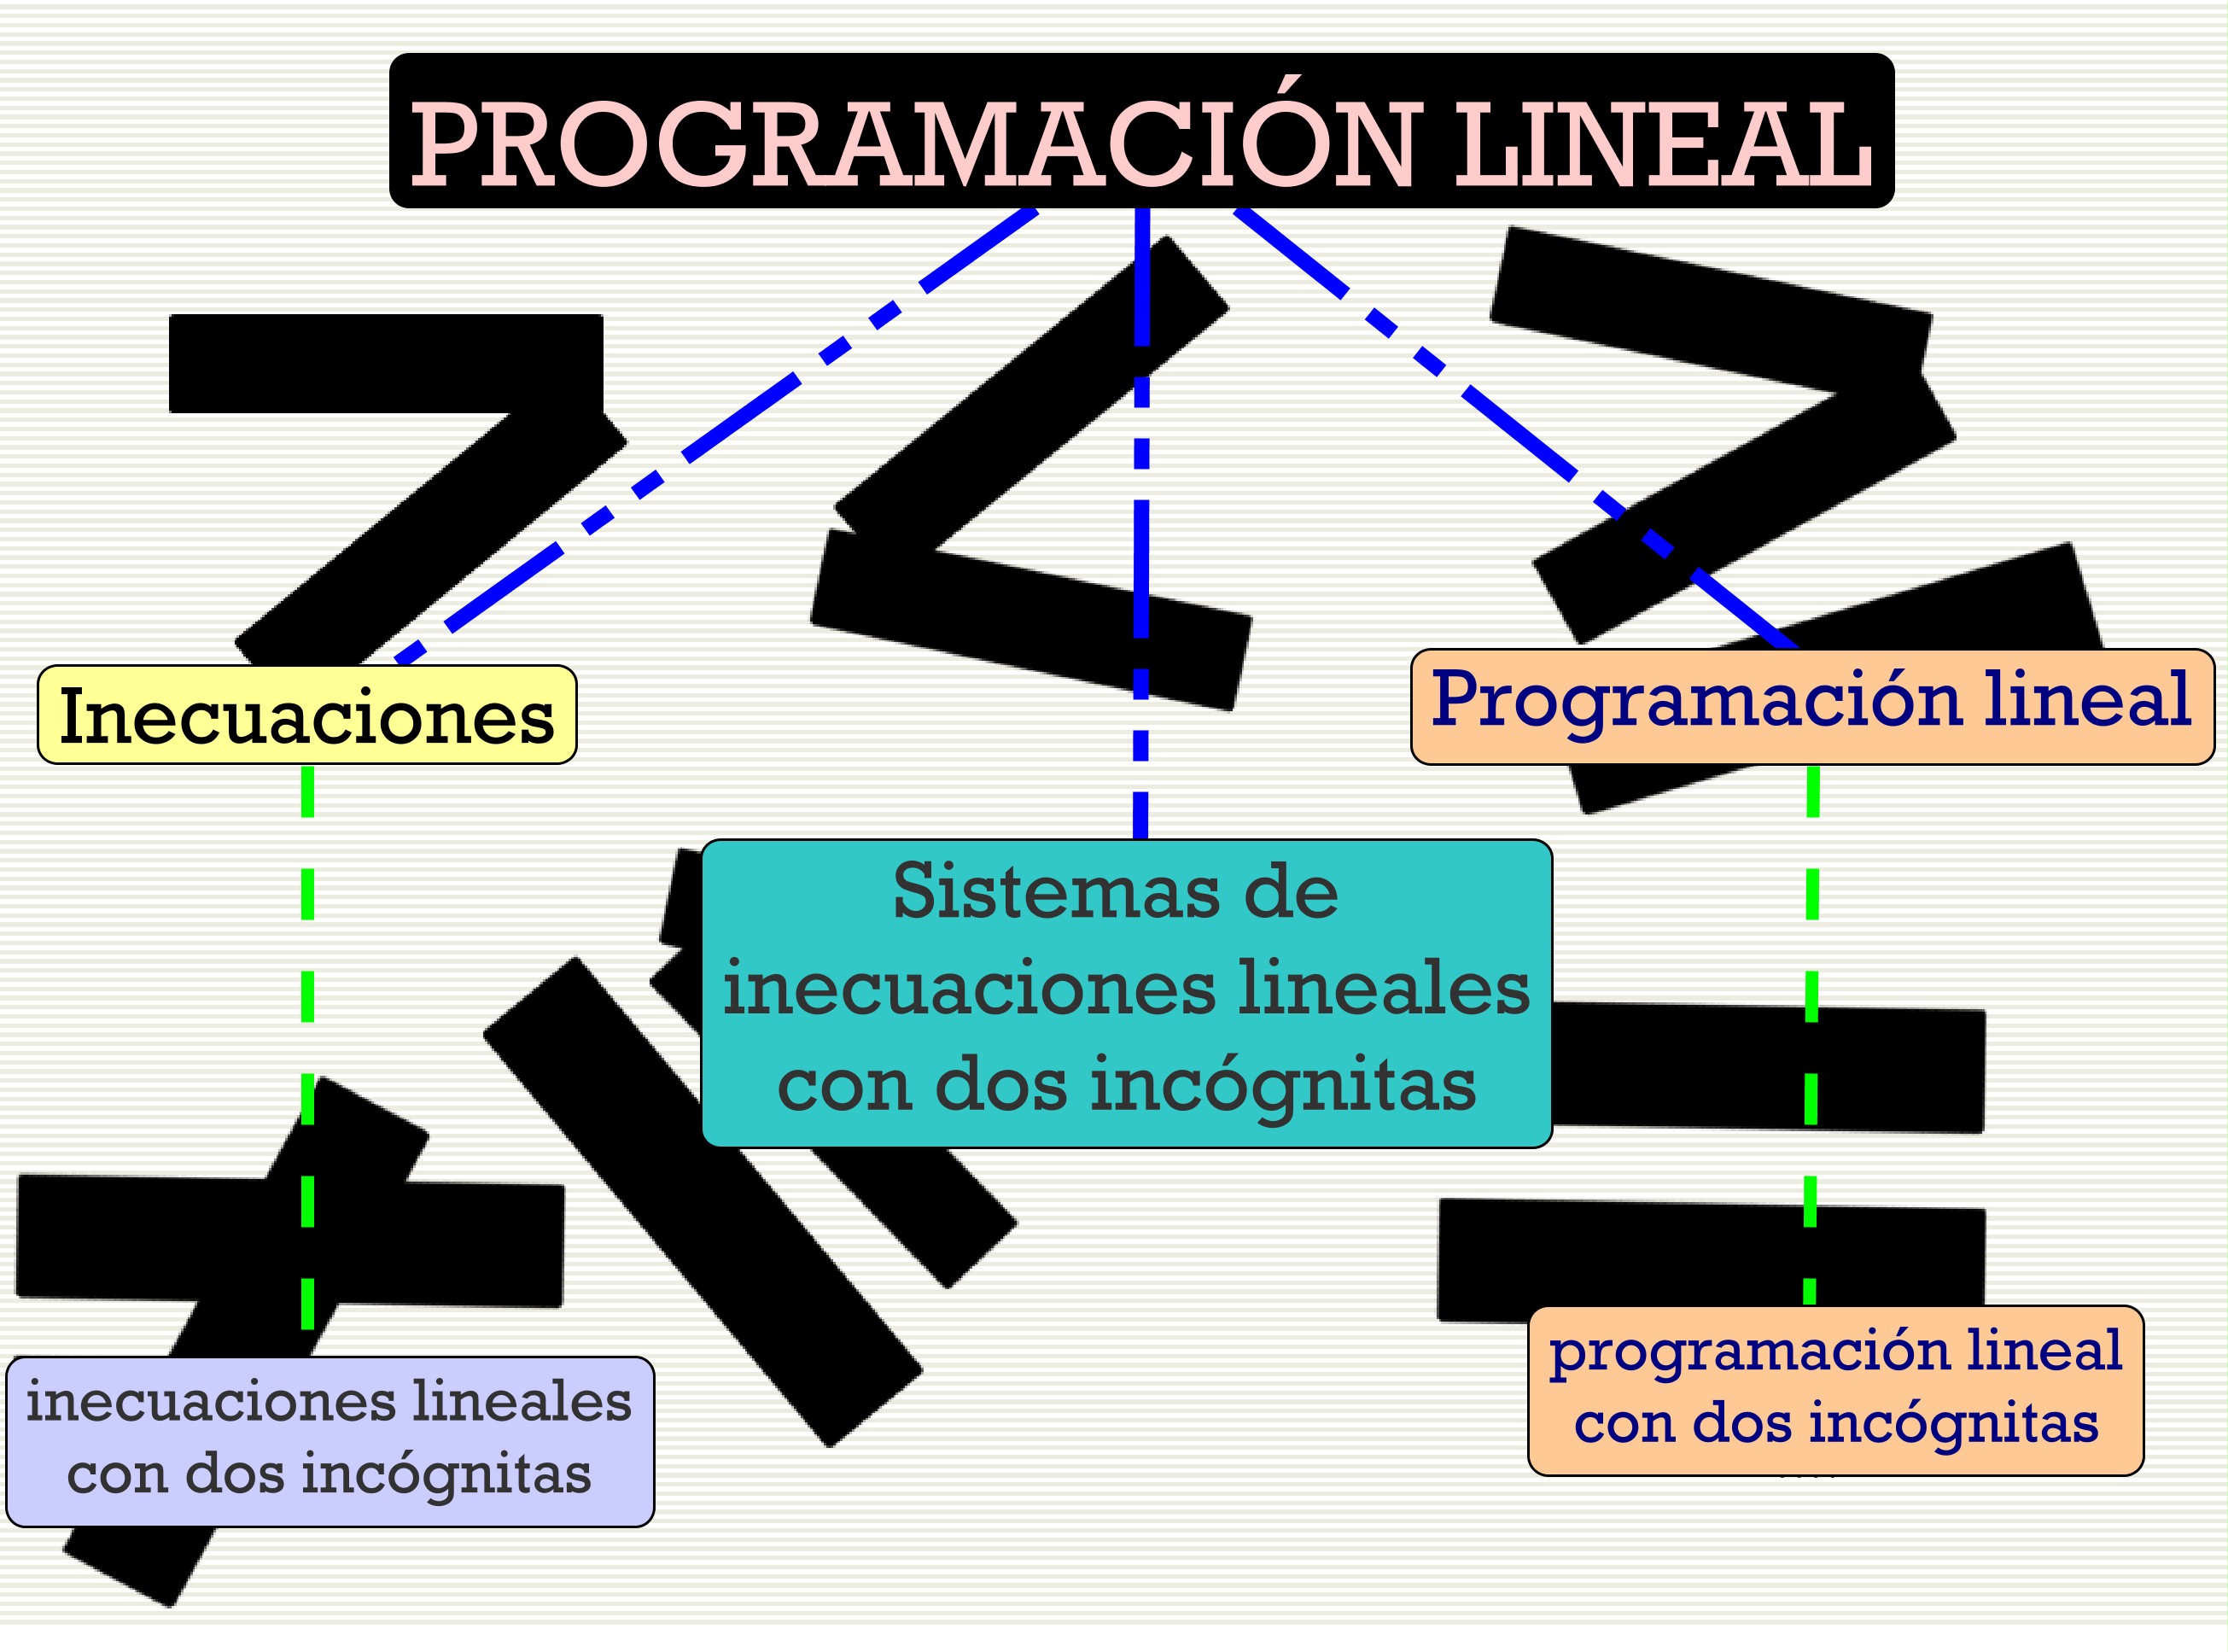 PROGRAMACIÓN LINEAL
Inecuaciones
Programación lineal
Sistemas de
inecuaciones lineales
con dos incógnitas
inecuaciones lineales
con dos incógnitas
programación lineal
con dos incógnitas